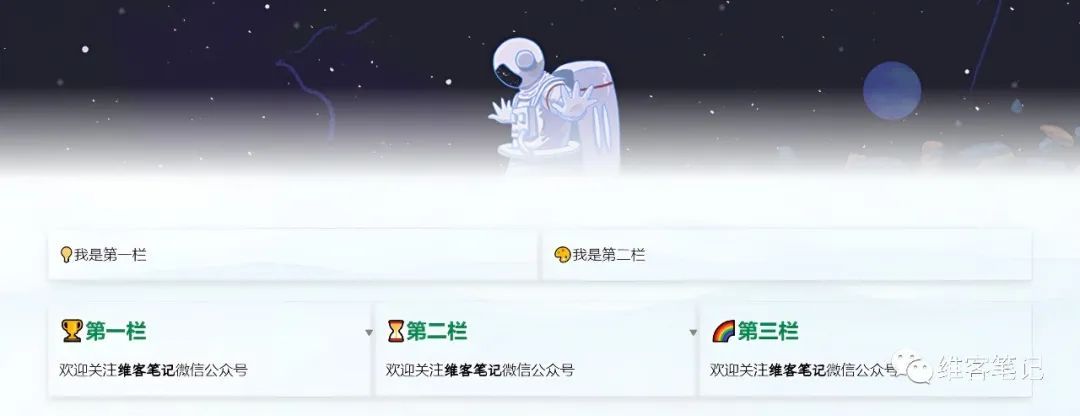 💡我是第一栏
🎨我是第二栏
🏆第一栏
⏳第二栏
🌈第三栏
欢迎关注维客笔记微信公众号
欢迎关注维客笔记微信公众号
欢迎关注维客笔记微信公众号
维客笔记